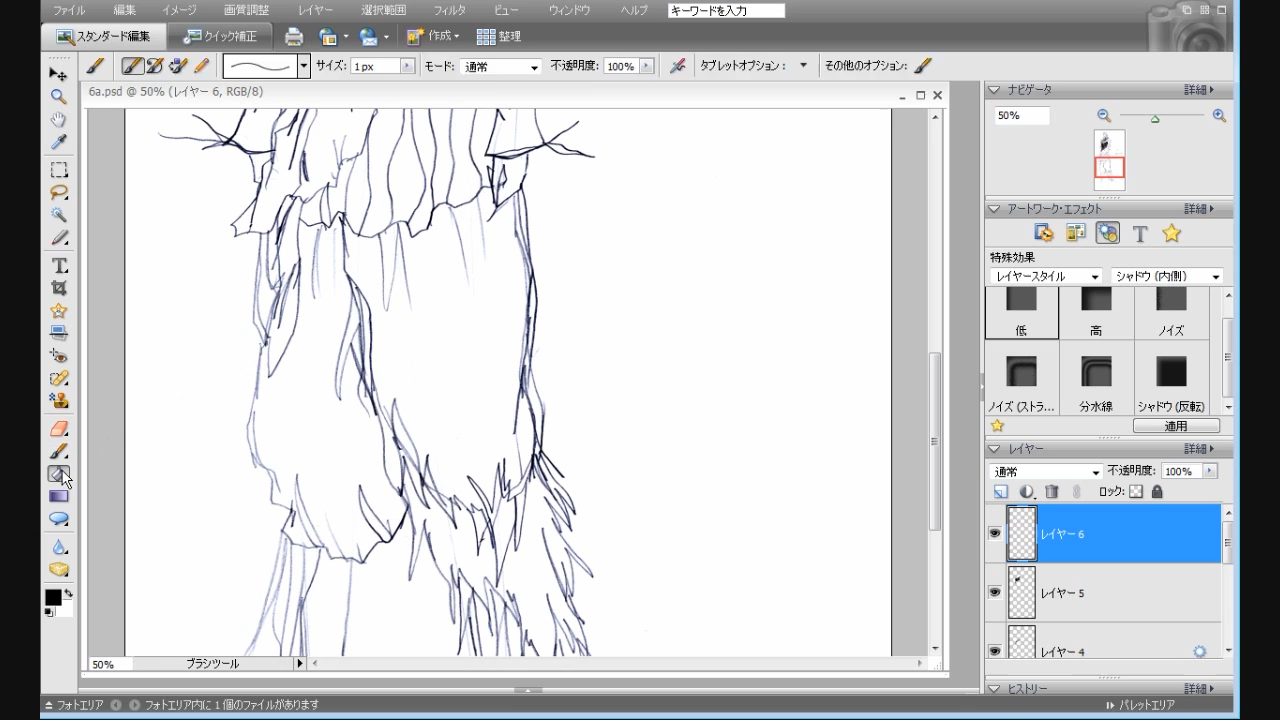 ファイル 編集 イメージ 画質調整 レイヤー 選択範囲 フィルタ ビュー ウィンドウ ヘルプ キーワードを入力
スタンダード編集 クイック補正 作成 整理
サイズ: 1 px モード: 通常 不透明度: 100% タブレットオプション: その他のオプション:
6a.psd @ 50% (レイヤー 6, RGB/8)
ナビゲータ 詳細
50%
アートワーク・エフェクト 詳細
特殊効果
レイヤースタイル シャドウ (内側)
低 高 ノイズ
ノイズ (ストラ... 分水線 シャドウ (反転)
適用
レイヤー 詳細
通常 不透明度: 100%
ロック:
レイヤー 6
レイヤー 5
レイヤー 4
50% ブラシツール
ヒストリー 詳細
フォトエリア フォトエリア内に 1 個のファイルがあります パレットエリア